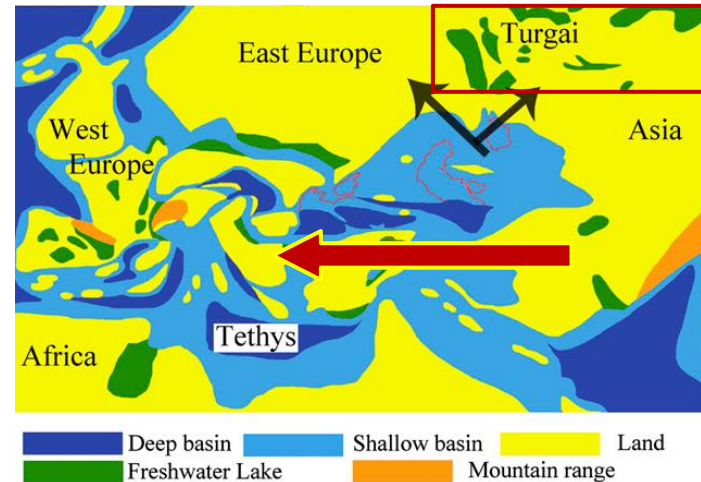 Turgai
East Europe
West
Europe
Asia
Tethys
Africa
Deep basin
Shallow basin
Land
Freshwater Lake
Mountain range